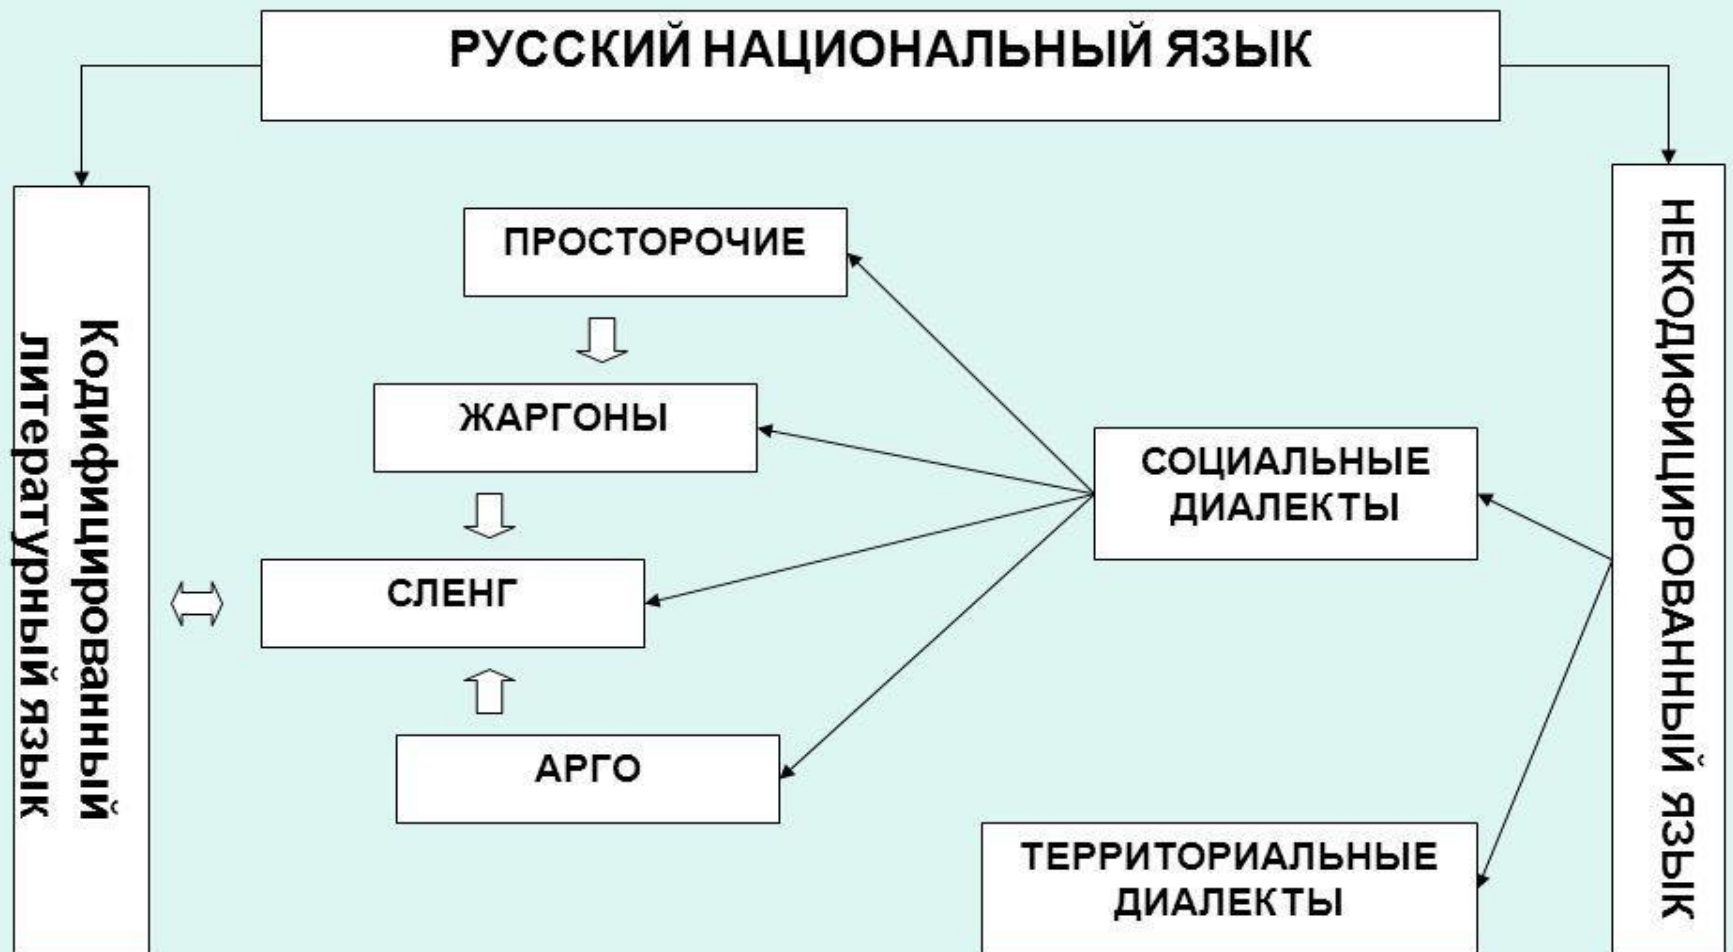 РУССКИЙ НАЦИОНАЛЬНЫЙ ЯЗЫК
Кодифицированный
литературный язык
ПРОСТОРОЧИЕ
ЖАРГОНЫ
СЛЕНГ
АРГО
СОЦИАЛЬНЫЕ
ДИАЛЕКТЫ
ТЕРРИТОРИАЛЬНЫЕ
ДИАЛЕКТЫ
НЕКОДИФИЦИРОВАННЫЙ ЯЗЫК